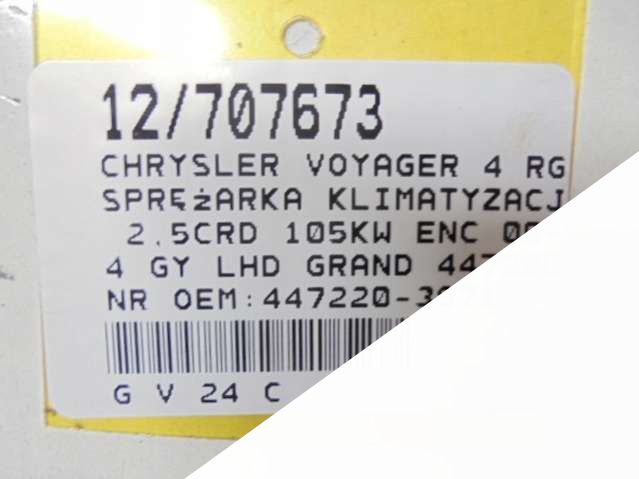 12/707673
CHRYSLER VOYAGER 4 RG
SPRĘŻARKA KLIMATYZACJ
2.5CRD 105KW ENC
4 GY LHD GRAND
NR OEM:
G V 24 C